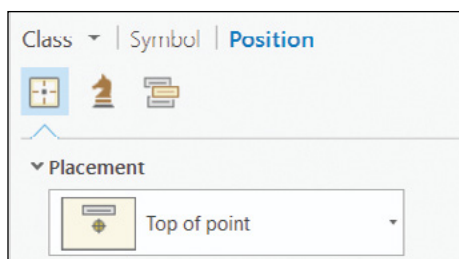 Class | Symbol | Position
Placement
Top of point